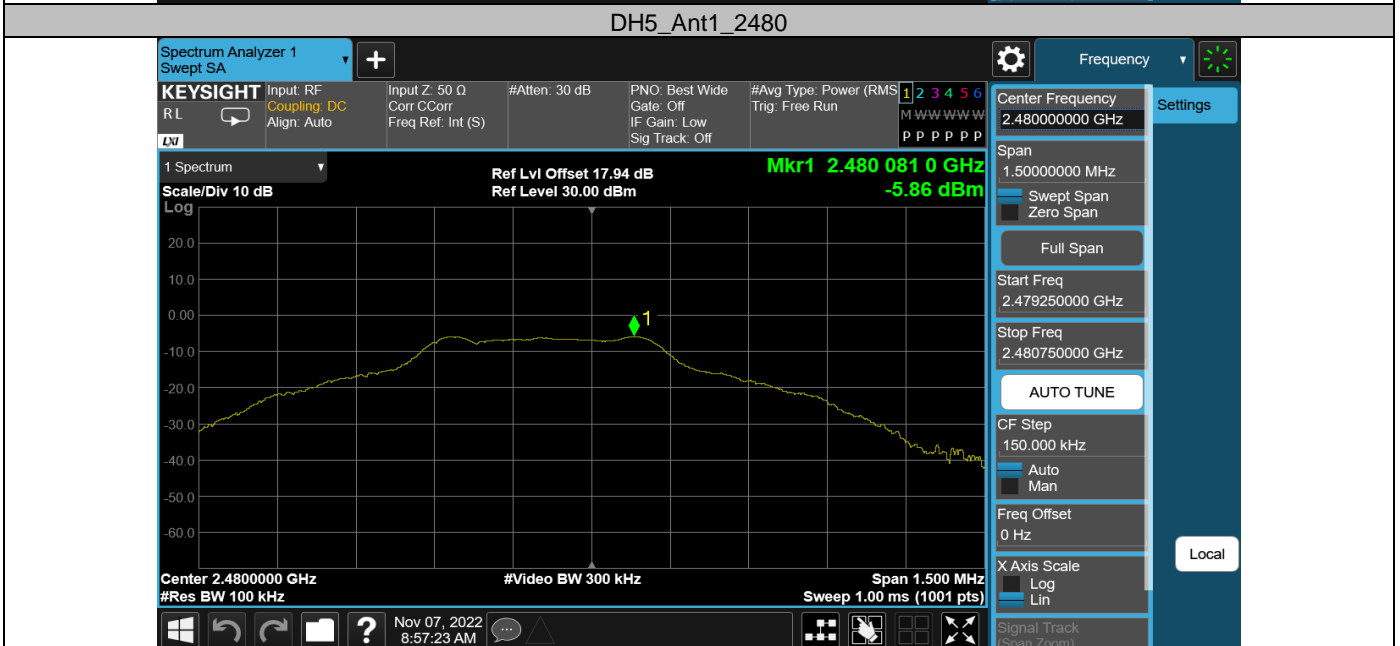 DH5_Ant1_2480
Spectrum Analyzer 1
Swept SA
+
Frequency
KEYSIGHT
RL
LXI
Input: RF
Coupling: DC
Align: Auto
Input Z: 50 Ω
Corr CCorr
Freq Ref: Int (S)
#Atten: 30 dB
PNO: Best Wide
Gate: Off
IF Gain: Low
Sig Track: Off
#Avg Type: Power (RMS
Trig: Free Run
1 2 3 4 5 6
M W W W W W
P P P P P P
1 Spectrum
Scale/Div 10 dB
Log
Ref Lvl Offset 17.94 dB
Ref Level 30.00 dBm
Mkr1 2.480 081 0 GHz
-5.86 dBm
20.0
10.0
0.00
-10.0
-20.0
-30.0
-40.0
-50.0
-60.0
1
Center 2.4800000 GHz
#Res BW 100 kHz
#Video BW 300 kHz
Span 1.500 MHz
Sweep 1.00 ms (1001 pts)
Nov 07, 2022
8:57:23 AM
?
Center Frequency
2.480000000 GHz
Span
1.50000000 MHz
Swept Span
Zero Span
Full Span
Start Freq
2.479250000 GHz
Stop Freq
2.480750000 GHz
AUTO TUNE
CF Step
150.000 kHz
Auto
Man
Freq Offset
0 Hz
X Axis Scale
Log
Lin
Signal Track
(Span Zoom)
Settings
Local